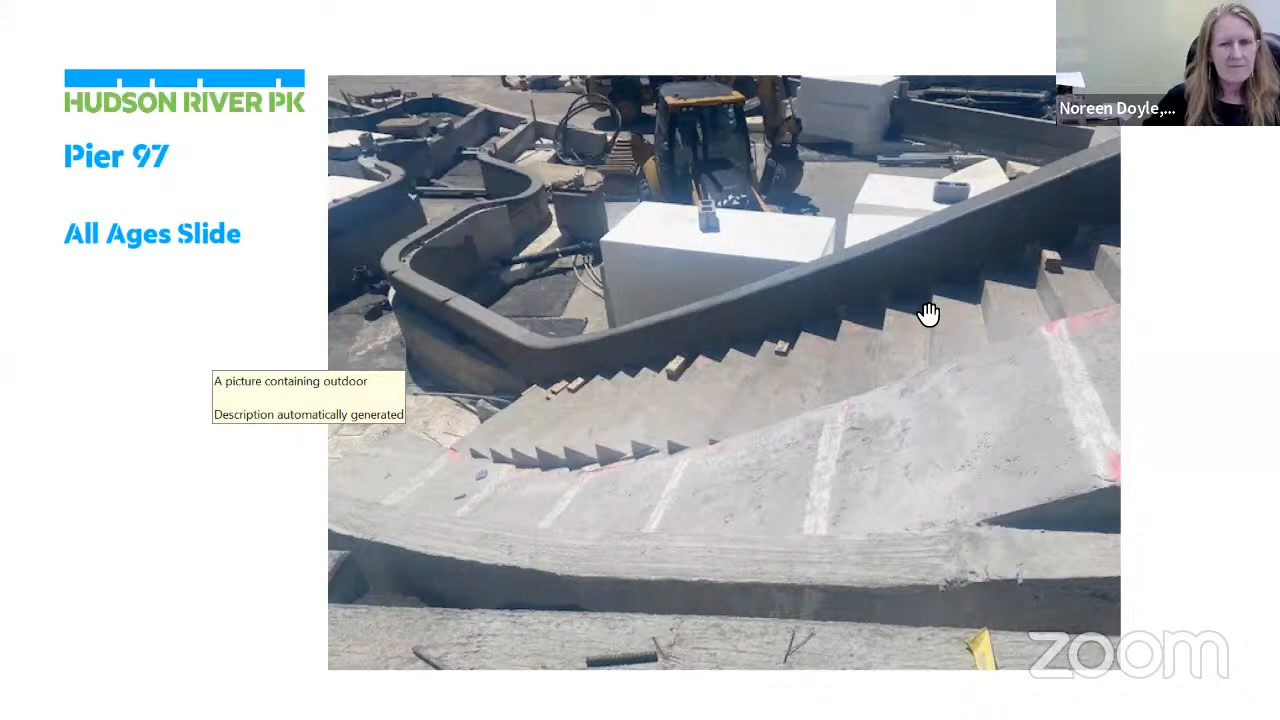 HUDSON RIVER PK
Noreen Doyle,...
Pier 97
All Ages Slide
A picture containing outdoor
Description automatically generated
zoom